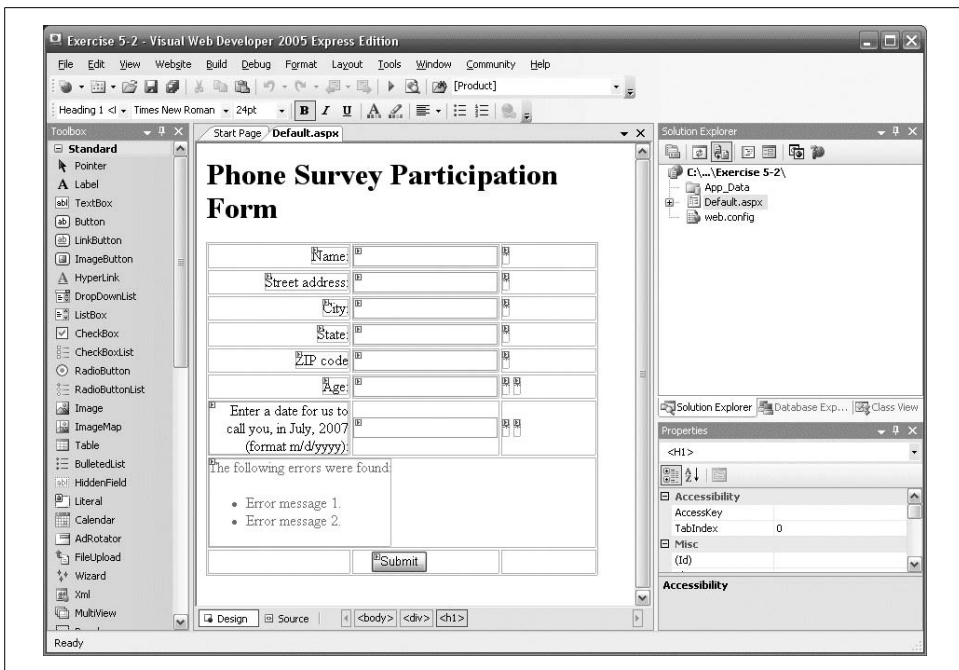 Exercise 5-2 - Visual Web Developer 2005 Express Edition
File Edit View Website Build Debug Format Layout Tools Window Community Help
[Product]
Heading 1 <l Times New Roman 24pt B I U A
Toolbox
Standard
Pointer
A Label
abl TextBox
ab Button
ab LinkButton
ImageButton
A HyperLink
DropDownList
ListBox
CheckBox
CheckBoxList
RadioButton
RadioButtonList
Image
ImageMap
Table
BulletedList
abl HiddenField
Literal
Calendar
AdRotator
FileUpload
Wizard
Xml
MultiView
Start Page Default.aspx
Phone Survey Participation
Form
Name:
Street address:
City:
State:
ZIP code
Age:
Enter a date for us to
call you, in July, 2007
(format m/d/yyyy):
The following errors were found:
• Error message 1.
• Error message 2.
Submit
Design Source <body> <div> <h1>
Solution Explorer
C:\...\Exercise 5-2\
App_Data
Default.aspx
web.config
Solution Explorer Database Exp... Class View
Properties
<H1>
Accessibility
AccessKey
TabIndex 0
Misc
(Id)
Accessibility
Ready